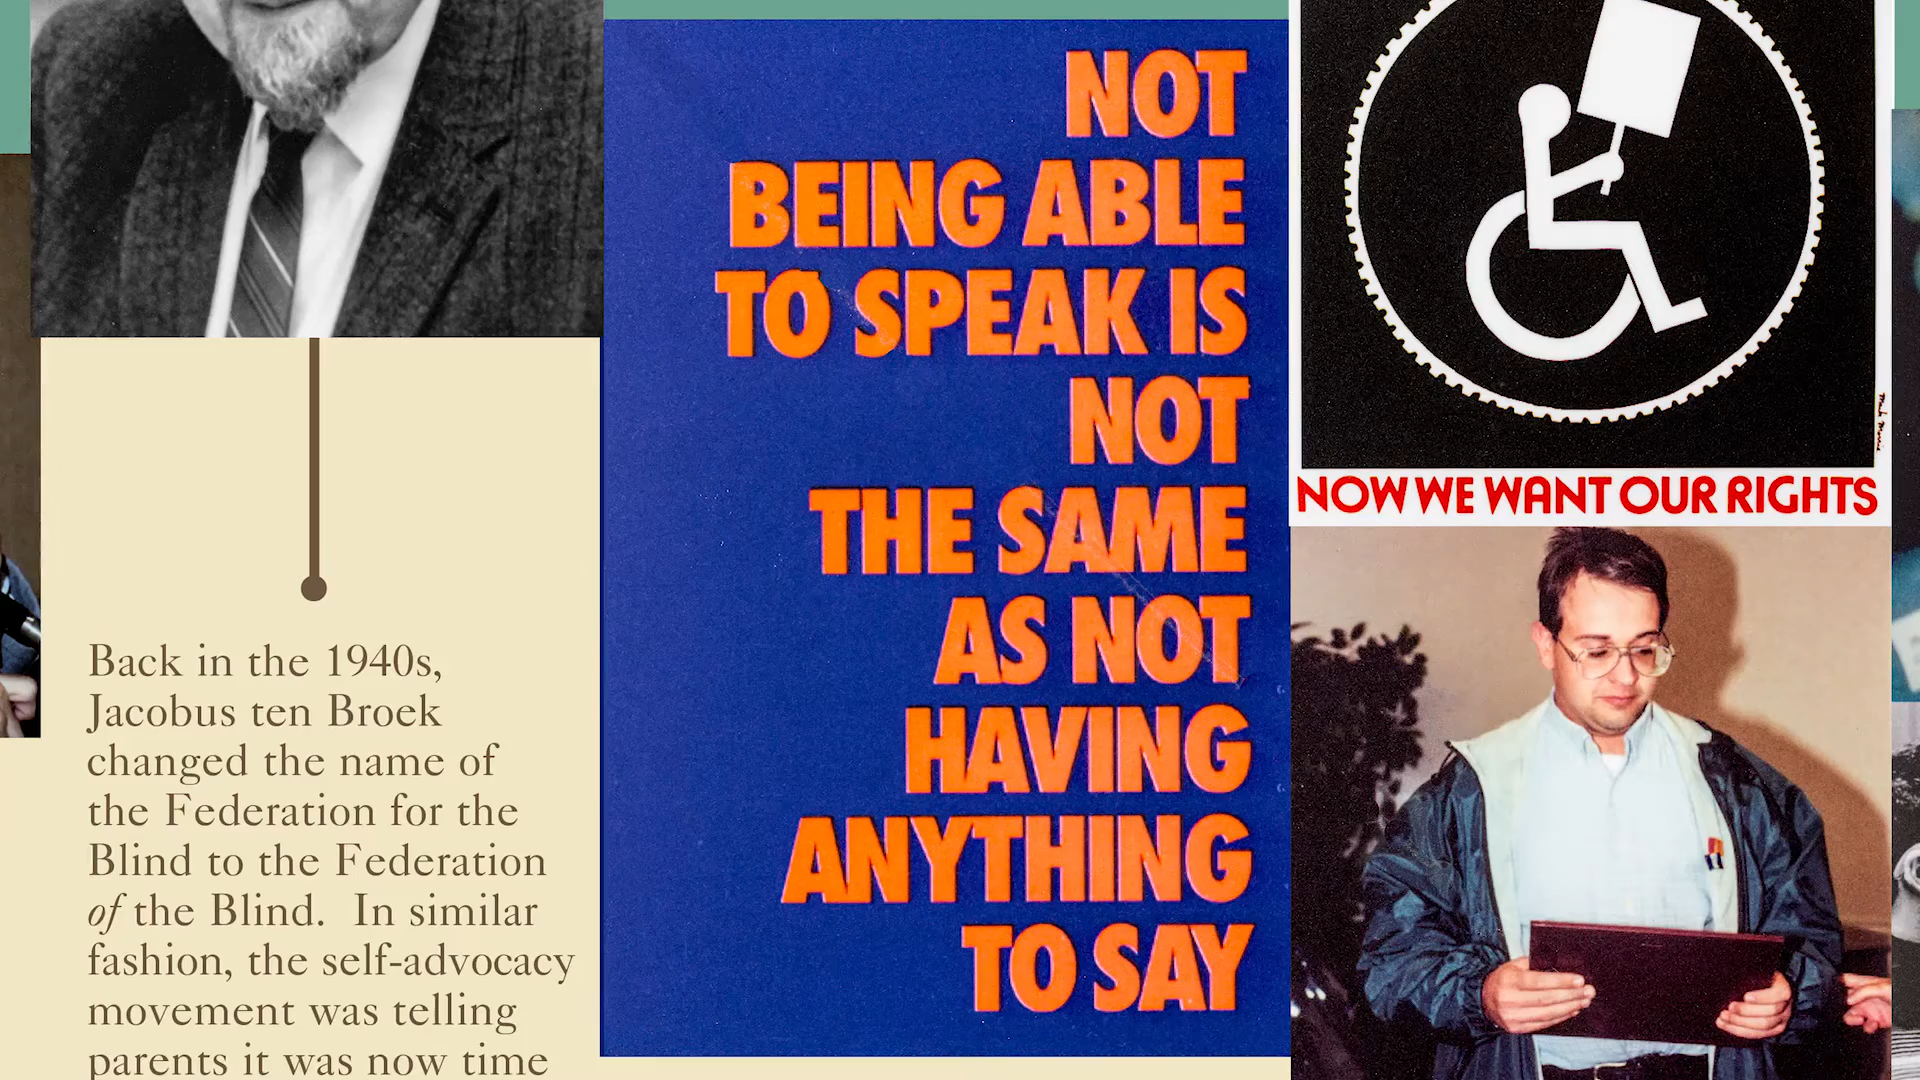 Back in the 1940s,
Jacobus ten Broek
changed the name of
the Federation for the
Blind to the Federation
of the Blind. In similar
fashion, the self-advocacy
movement was telling
parents it was now time
NOT
BEING ABLE
TO SPEAK IS
NOT
THE SAME
AS NOT
HAVING
ANYTHING
TO SAY
NOW WE WANT OUR RIGHTS